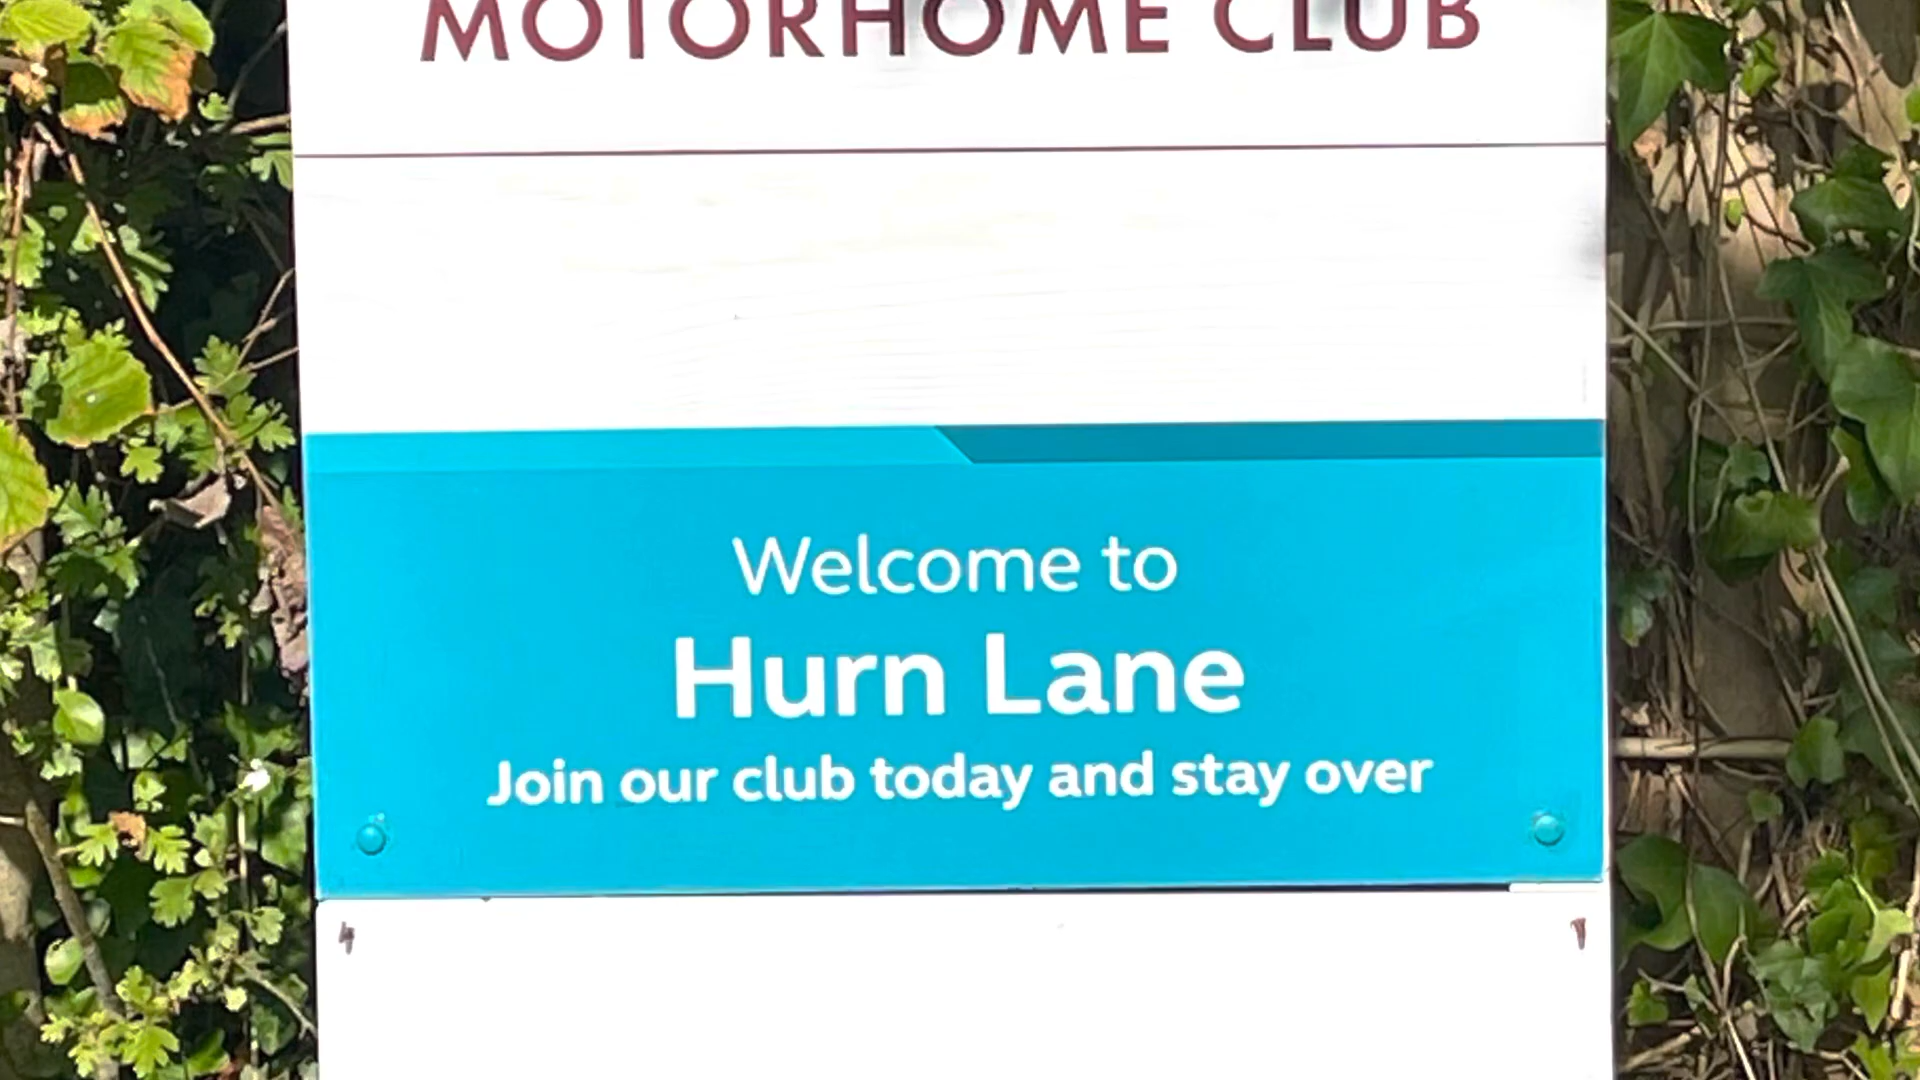 MOTORHOME CLUB
Welcome to
Hurn Lane
Join our club today and stay over